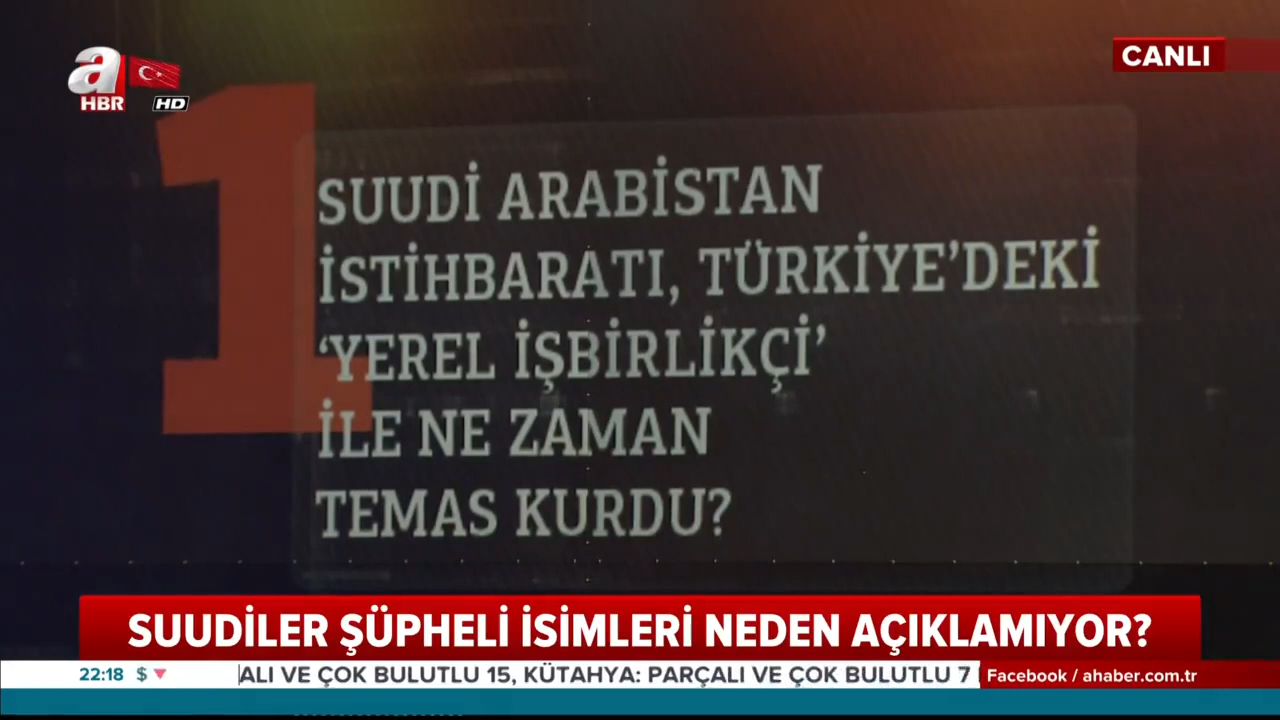 a
HBR
HD
CANLI
1
SUUDİ ARABİSTAN
İSTİHBARATI, TÜRKİYE’DEKİ
‘YEREL İŞBİRLİKÇİ’
İLE NE ZAMAN
TEMAS KURDU?
SUUDİLER ŞÜPHELİ İSİMLERİ NEDEN AÇIKLAMIYOR?
22:18 $ ALI VE ÇOK BULUTLU 15, KÜTAHYA: PARÇALI VE ÇOK BULUTLU 7 Facebook / ahaber.com.tr